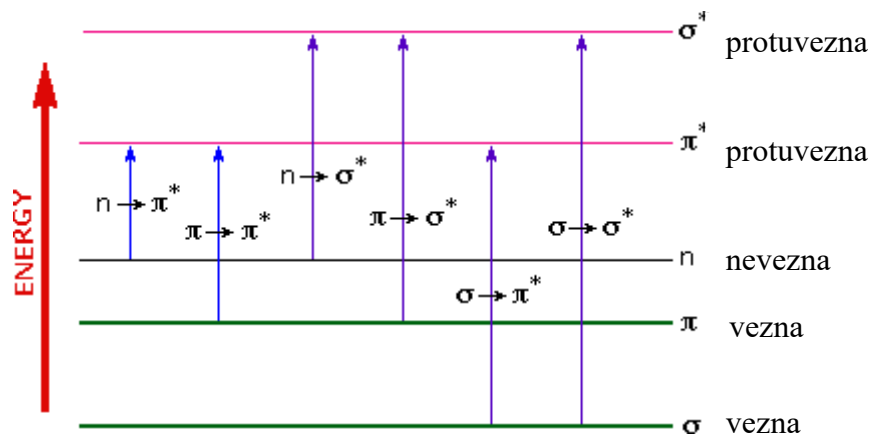 σ* protuvezna
π* protuvezna
n → σ*
n → π*
π → π*
π → σ*
σ → σ*
n nevezna
σ → π*
π vezna
σ vezna
ENERGY